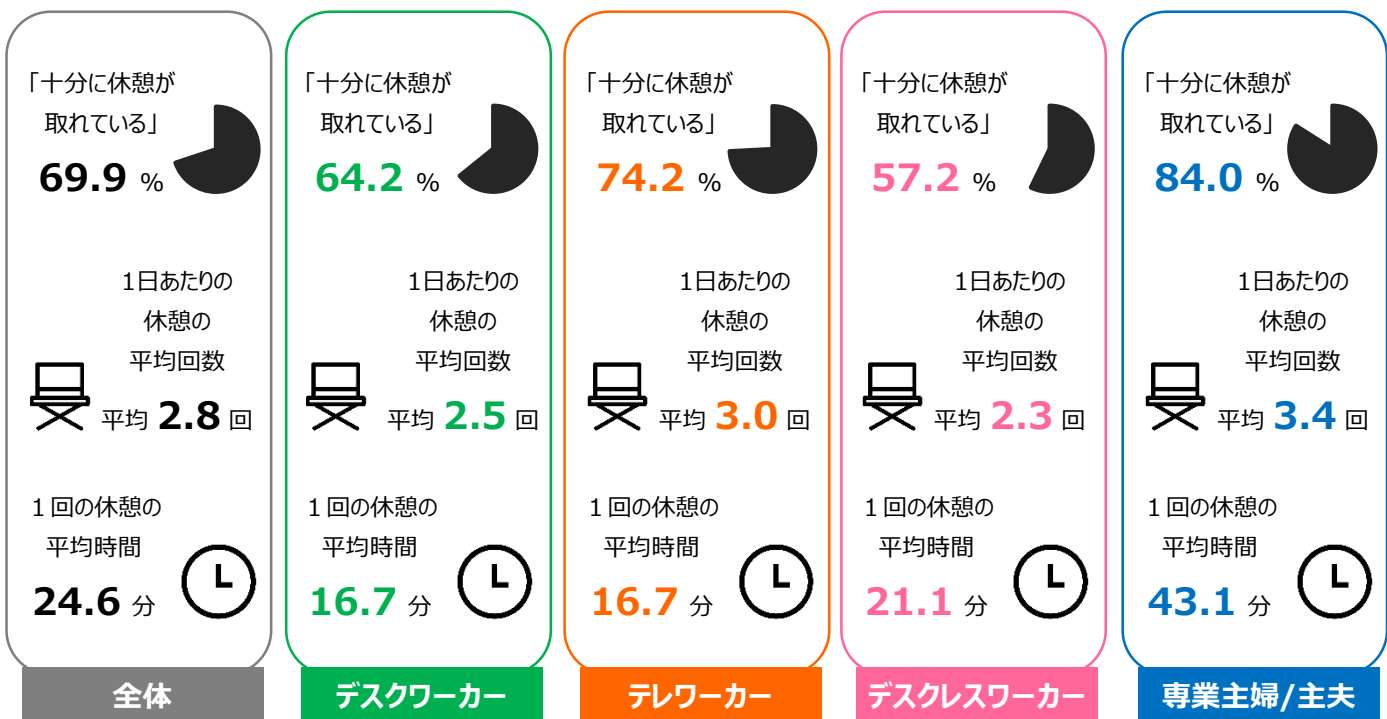 「十分に休憩が
取れている」
69.9 %
1日あたりの
休憩の
平均回数
平均 2.8 回
1回の休憩の
平均時間
24.6 分
全体
「十分に休憩が
取れている」
64.2 %
1日あたりの
休憩の
平均回数
平均 2.5 回
1回の休憩の
平均時間
16.7 分
デスクワーカー
「十分に休憩が
取れている」
74.2 %
1日あたりの
休憩の
平均回数
平均 3.0 回
1回の休憩の
平均時間
16.7 分
テレワーカー
「十分に休憩が
取れている」
57.2 %
1日あたりの
休憩の
平均回数
平均 2.3 回
1回の休憩の
平均時間
21.1 分
デスクレスワーカー
「十分に休憩が
取れている」
84.0 %
1日あたりの
休憩の
平均回数
平均 3.4 回
1回の休憩の
平均時間
43.1 分
専業主婦/主夫